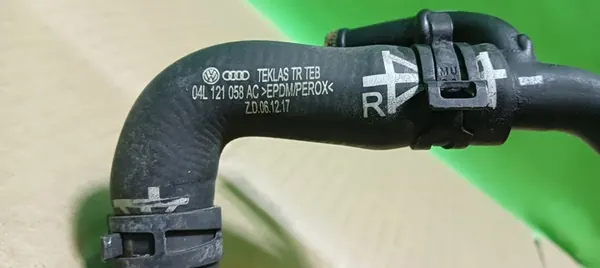 TEKLAS TR TEB
04L 121 058 AC >EPDM/PEROX<
Z.D.06.12.17
R